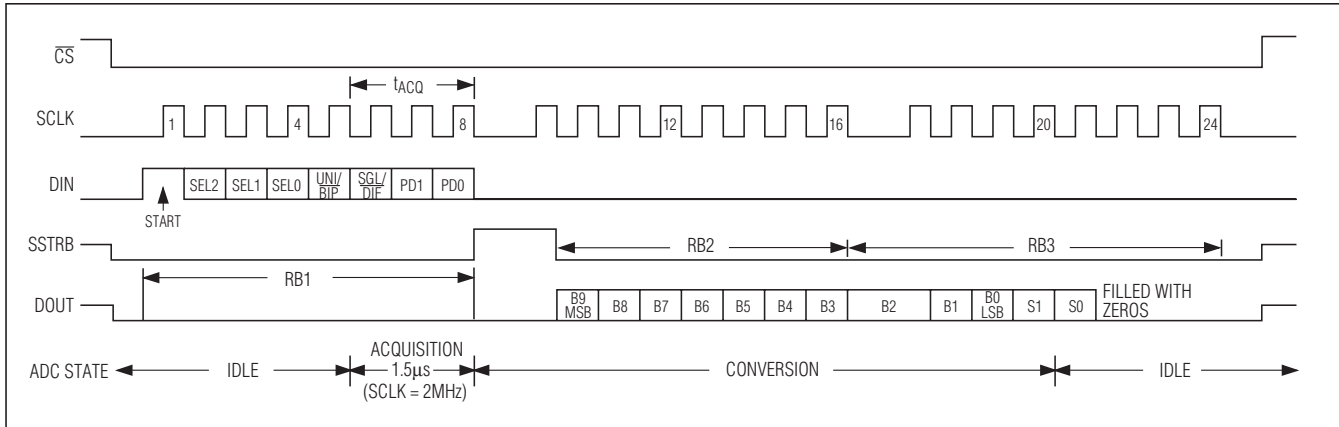 CS
tACQ
SCLK 1 4 8 12 16 20 24
DIN SEL2 SEL1 SEL0 UNI/BIP SGL/DIF PD1 PD0
START
SSTRB RB2 RB3
RB1
DOUT B9 MSB B8 B7 B6 B5 B4 B3 B2 B1 B0 LSB S1 S0 FILLED WITH ZEROS
ADC STATE IDLE ACQUISITION 1.5µs (SCLK = 2MHz) CONVERSION IDLE